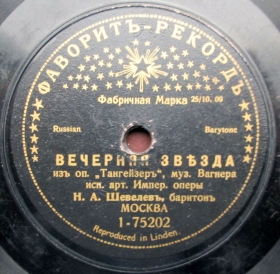 ФАВОРИТЪ-РЕКОРДЪ
Фабричная Марка 25/10, 09
Russian Barytone
ВЕЧЕРНЯЯ ЗВѢЗДА
изъ оп. „Тангейзеръ", муз. Вагнера
исп. арт. Импер. оперы
Н. А. Шевелевъ, баритонъ
МОСКВА
1-75202
Reproduced in Linden.